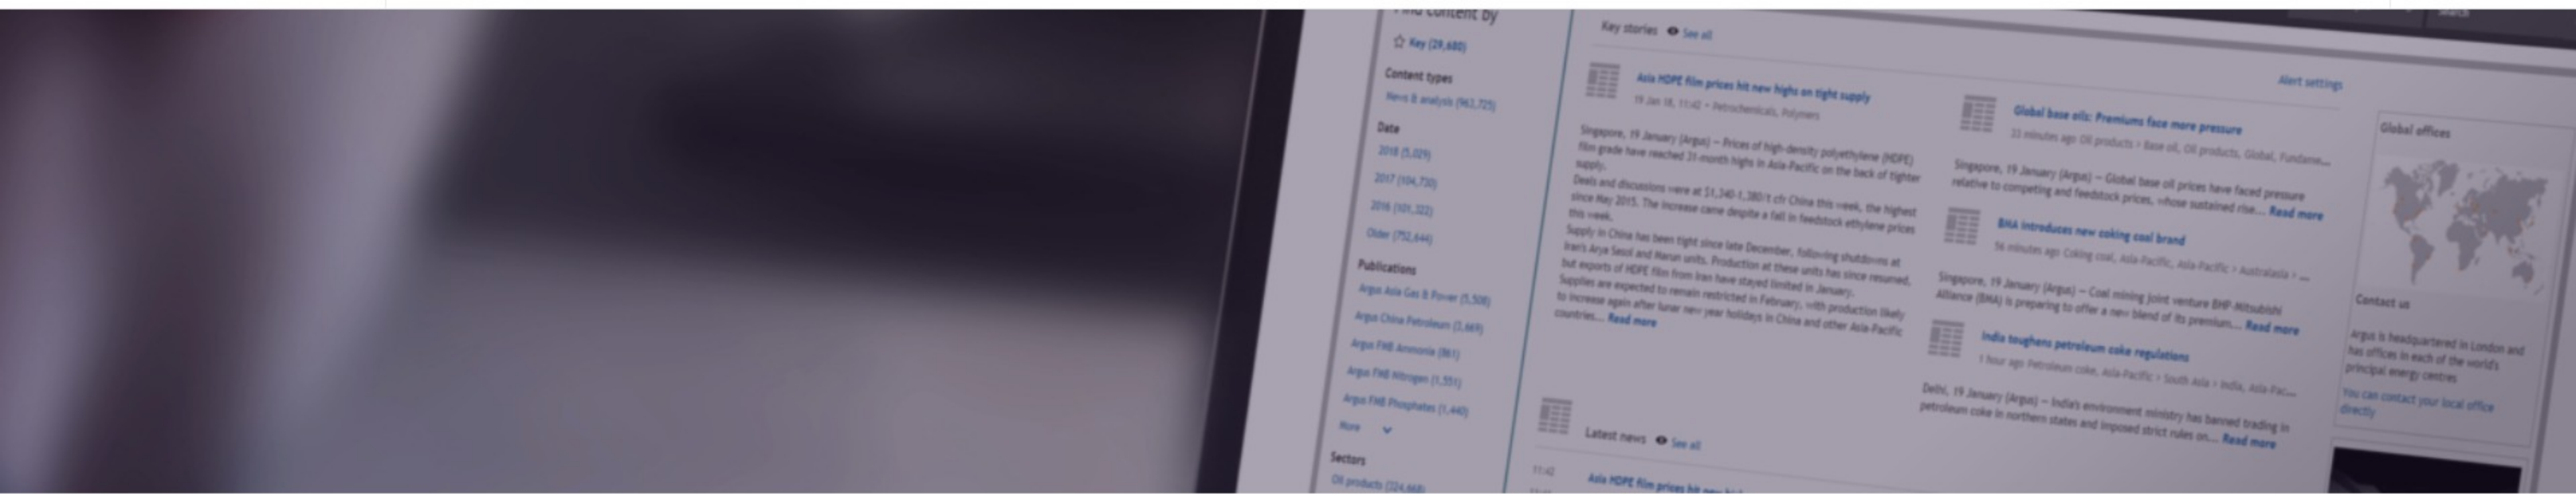 Search
Find content by
Key (29,680)
Content types
News & analysis (963,725)
Date
2018 (5,029)
2017 (104,730)
2016 (101,322)
Older (752,644)
Publications
Argus Asia Gas & Power (5,508)
Argus China Petroleum (3,669)
Argus FMB Ammonia (861)
Argus FMB Nitrogen (1,551)
Argus FMB Phosphates (1,440)
More
Sectors
Oil products (324,668)
Key stories See all
Alert settings
Asia HDPE film prices hit new highs on tight supply
19 Jan 18, 11:42 • Petrochemicals, Polymers
Singapore, 19 January (Argus) — Prices of high-density polyethylene (HDPE)
film grade have reached 31-month highs in Asia-Pacific on the back of tighter
supply.
Deals and discussions were at $1,340-1,380/t cfr China this week, the highest
since May 2015. The increase came despite a fall in feedstock ethylene prices
this week.
Supply in China has been tight since late December, following shutdowns at
Iran's Arya Sasol and Marun units. Production at these units has since resumed,
but exports of HDPE film from Iran have stayed limited in January.
Supplies are expected to remain restricted in February, with production likely
to increase again after lunar new year holidays in China and other Asia-Pacific
countries... Read more
Global base oils: Premiums face more pressure
33 minutes ago Oil products > Base oil, Oil products, Global, Fundame...
Singapore, 19 January (Argus) — Global base oil prices have faced pressure
relative to competing and feedstock prices, whose sustained rise... Read more
BMA introduces new coking coal brand
56 minutes ago Coking coal, Asia-Pacific, Asia-Pacific > Australasia > ...
Singapore, 19 January (Argus) — Coal mining joint venture BHP-Mitsubishi
Alliance (BMA) is preparing to offer a new blend of its premium... Read more
India toughens petroleum coke regulations
1 hour ago Petroleum coke, Asia-Pacific > South Asia > India, Asia-Pac...
Delhi, 19 January (Argus) — India's environment ministry has banned trading in
petroleum coke in northern states and imposed strict rules on... Read more
Latest news See all
11:42
Asia HDPE film prices hit new
Global offices
Contact us
Argus is headquartered in London and
has offices in each of the world's
principal energy centres
You can contact your local office
directly